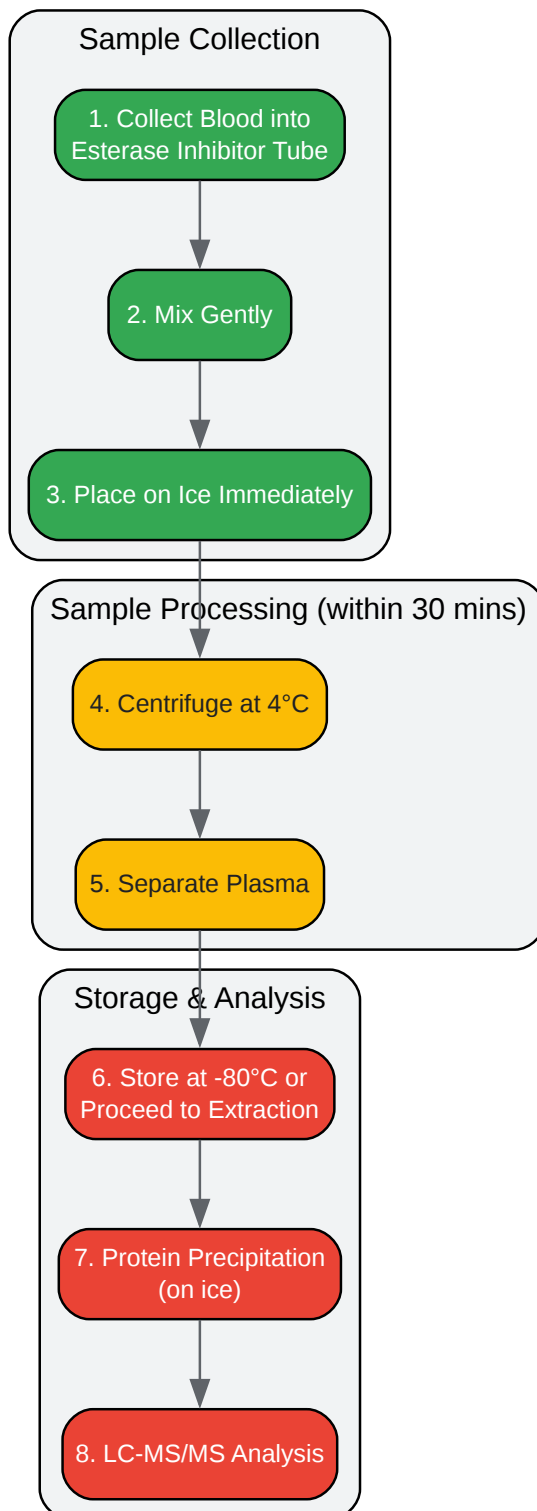 Sample Collection
1. Collect Blood into
Esterase Inhibitor Tube
2. Mix Gently
3. Place on Ice Immediately
Sample Processing (within 30 mins)
4. Centrifuge at 4°C
5. Separate Plasma
Storage & Analysis
6. Store at -80°C or
Proceed to Extraction
7. Protein Precipitation
(on ice)
8. LC-MS/MS Analysis